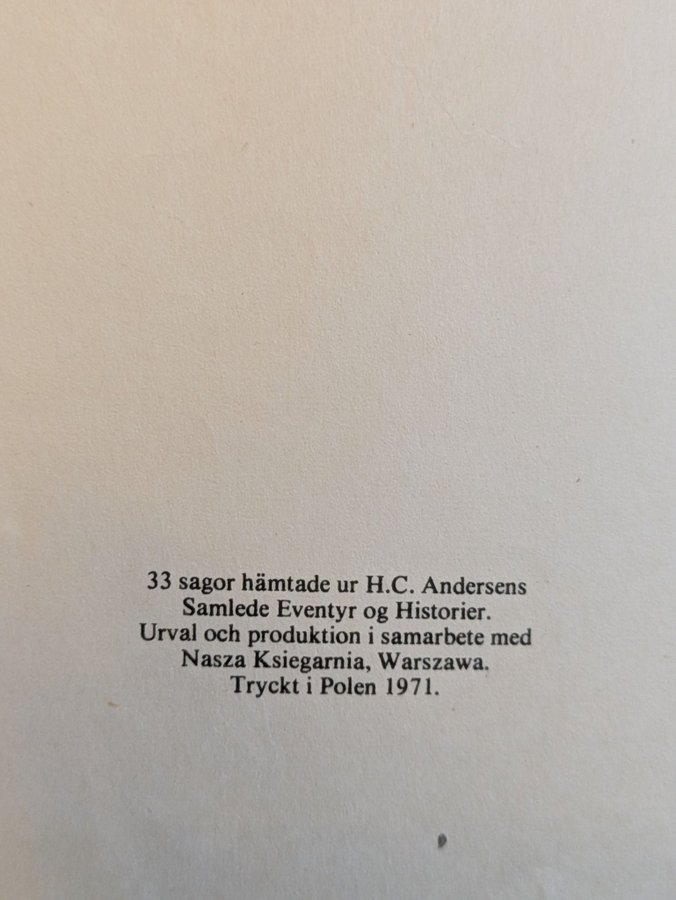 33 sagor hämtade ur H.C. Andersens
Samlede Eventyr og Historier.
Urval och produktion i samarbete med
Nasza Ksiegarnia, Warszawa.
Tryckt i Polen 1971.